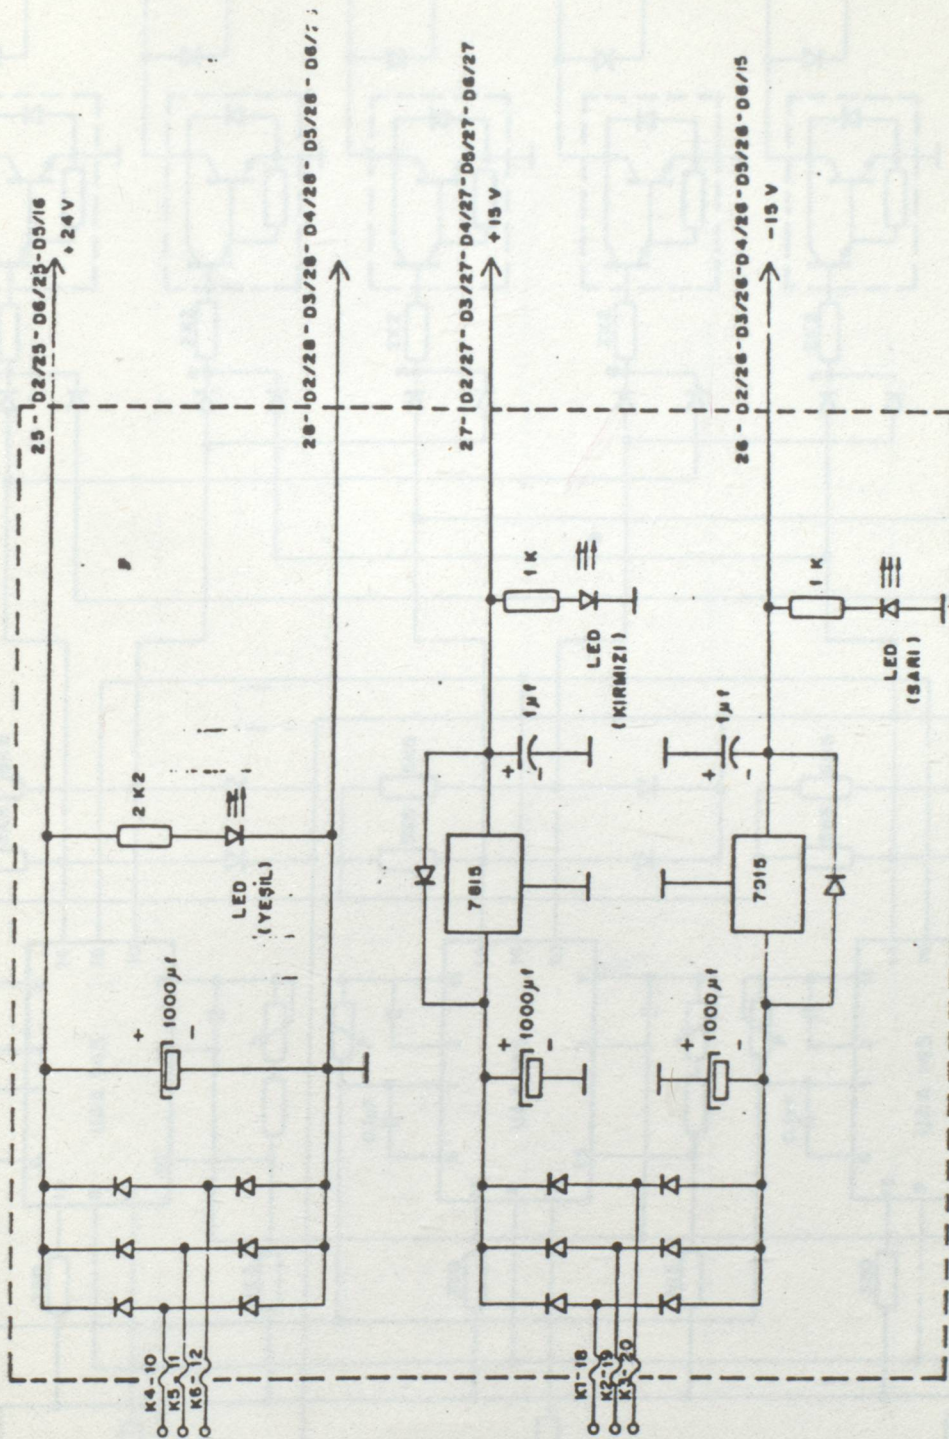 25- D2/25- D6/25-D5/16
+24V
28- D2/28- D3/28- D4/28- D5/28- D6/
27- D2/27- D3/27-D4/27-D5/27-D6/27
+15 V
26- D2/26-D3/26-D4/26-D5/26-D6/15
-15 V
2 K2
LED
(YEŞİL)
+
1000µf
-
K4-10
K5-11
K6-12
7815
+
1µf
-
1 K
LED
(KIRMIZI)
+
1000µf
-
K1-18
K2-19
K3-20
+
1000µf
-
7915
+
1µf
-
1 K
LED
(SARI)